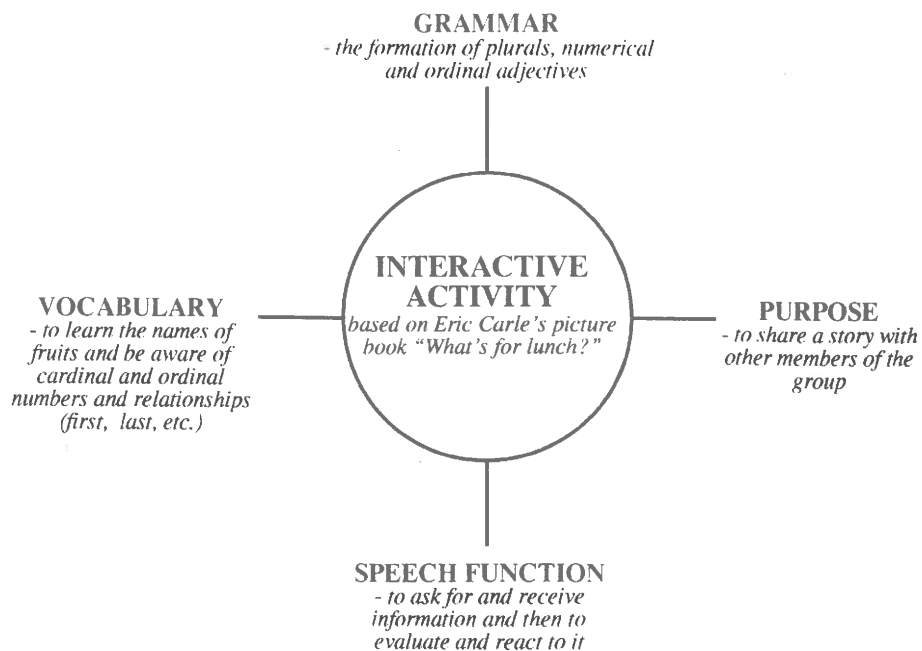 GRAMMAR
- the formation of plurals, numerical
and ordinal adjectives
INTERACTIVE
ACTIVITY
based on Eric Carle's picture
book "What's for lunch?"
VOCABULARY
- to learn the names of
fruits and be aware of
cardinal and ordinal
numbers and relationships
(first, last, etc.)
PURPOSE
- to share a story with
other members of the
group
SPEECH FUNCTION
- to ask for and receive
information and then to
evaluate and react to it